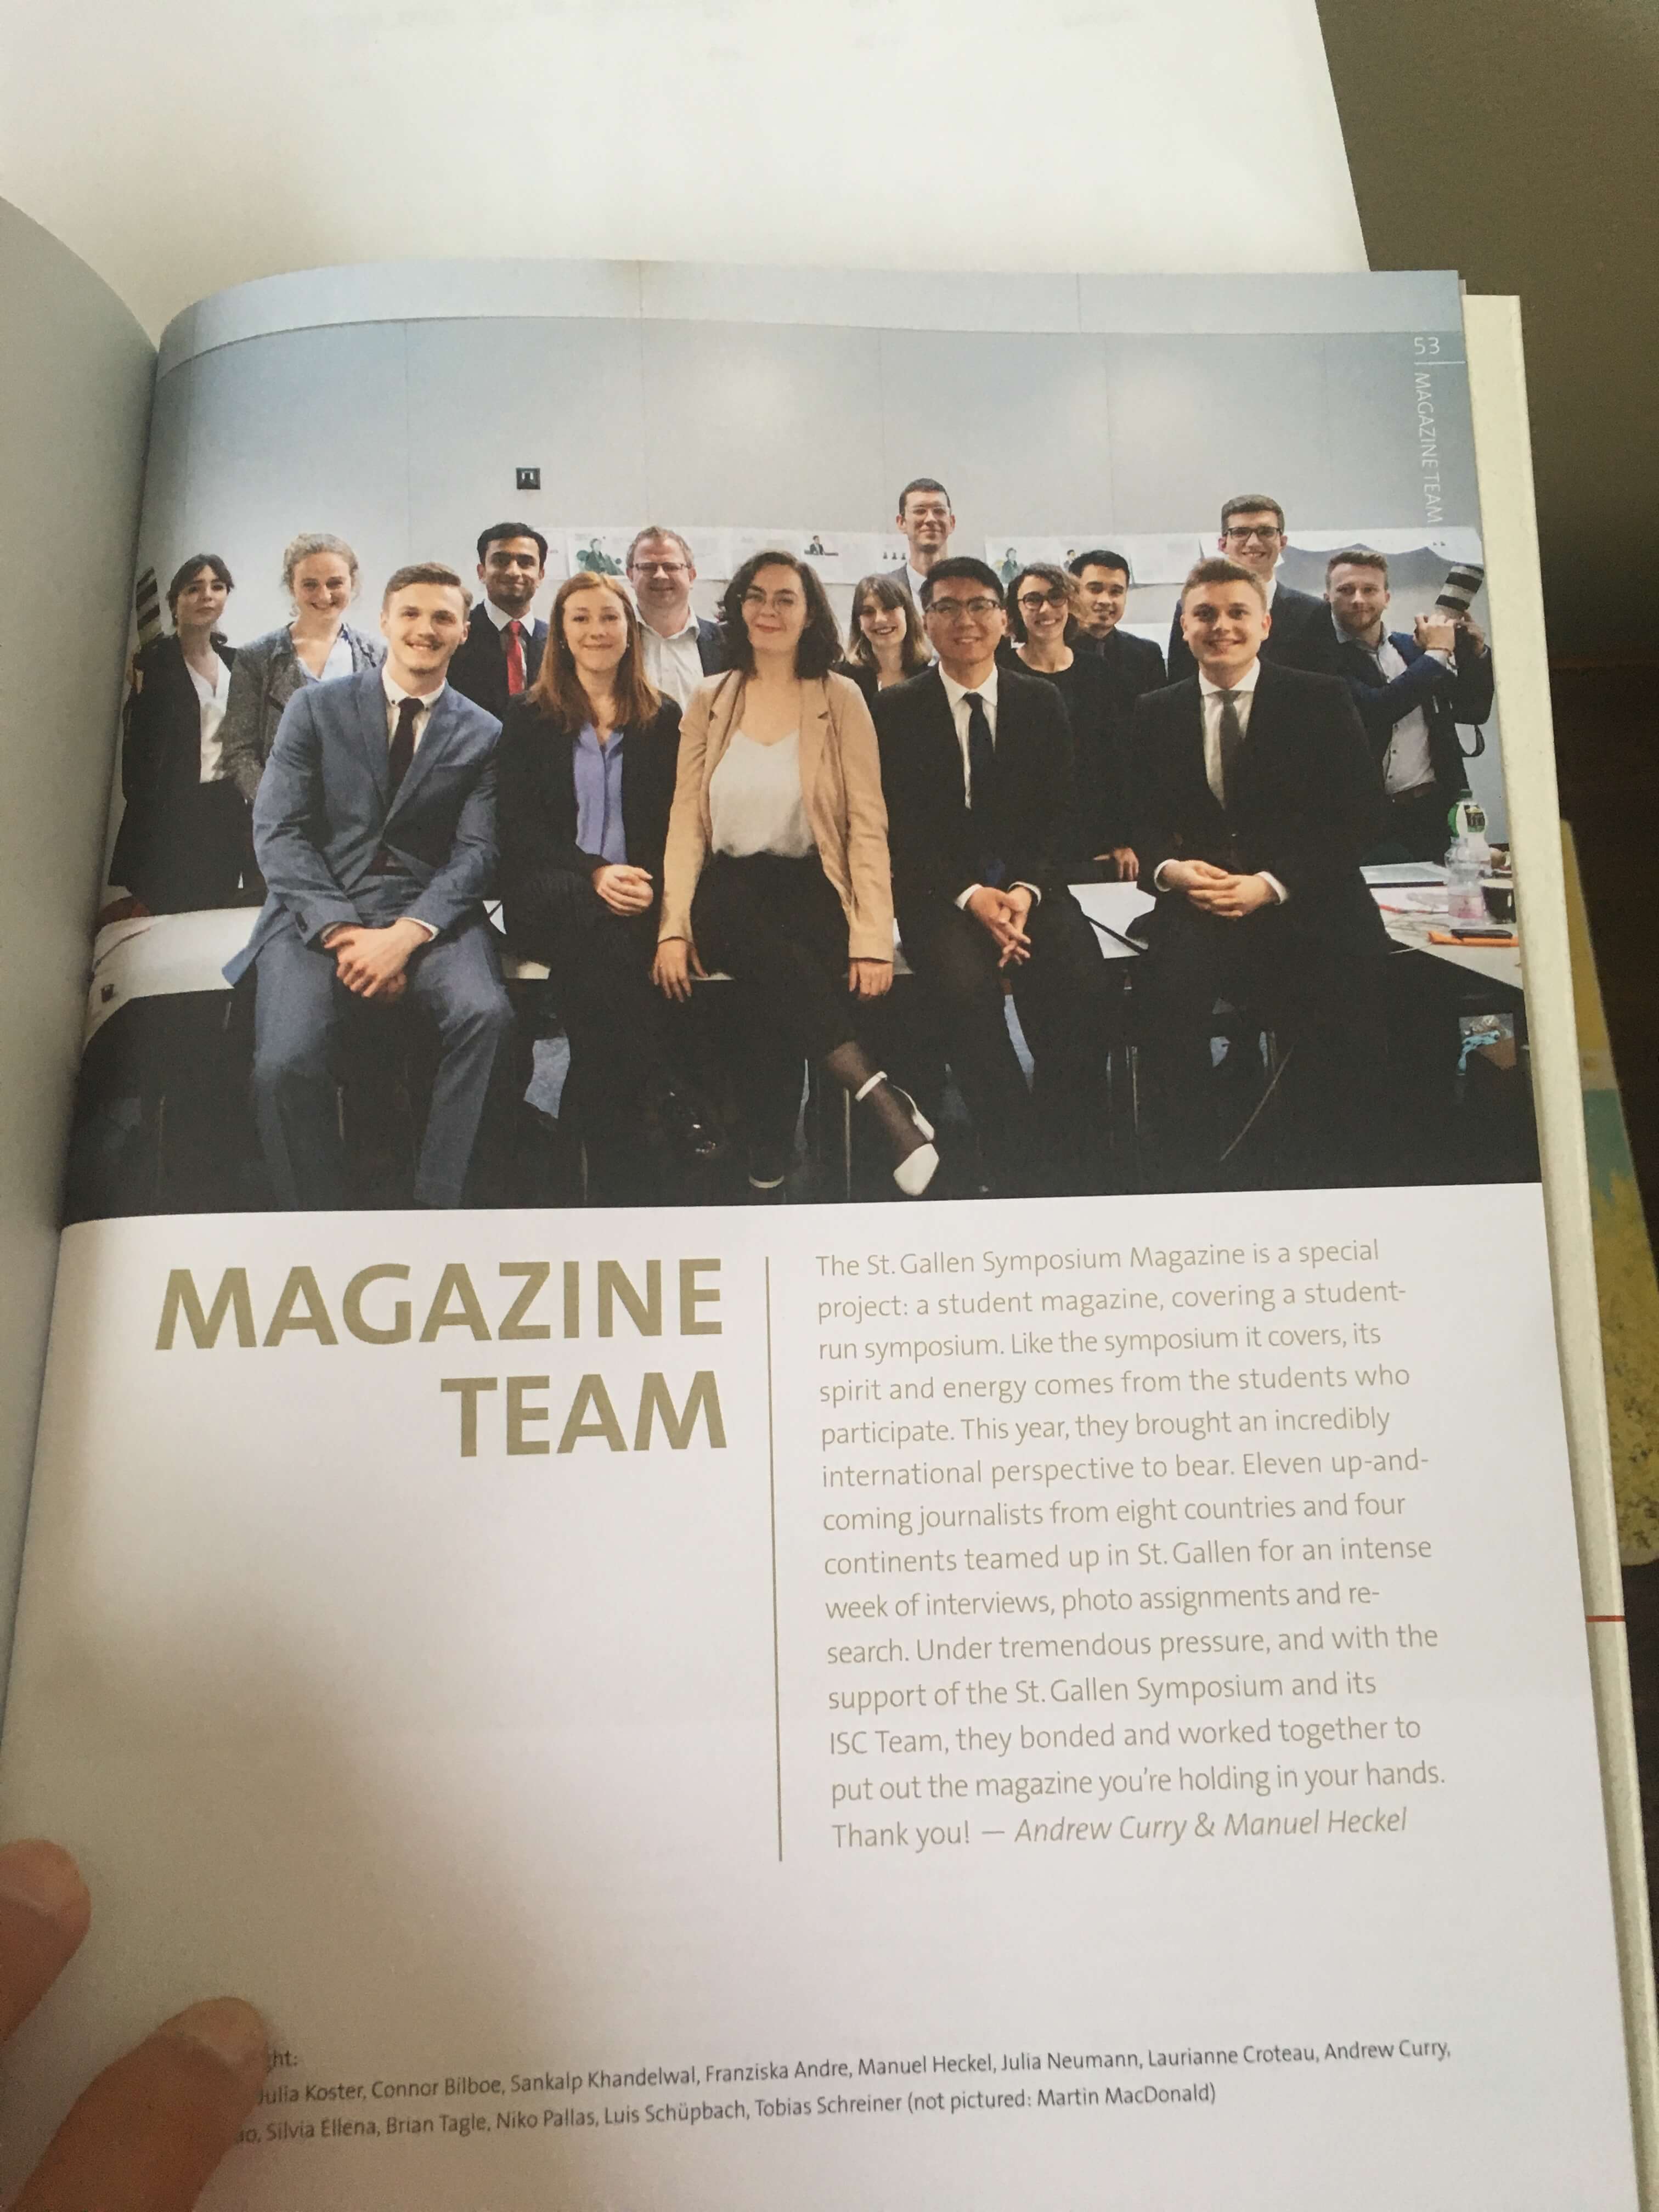 53
MAGAZINE TEAM
MAGAZINE
TEAM
The St. Gallen Symposium Magazine is a special
project: a student magazine, covering a student-
run symposium. Like the symposium it covers, its
spirit and energy comes from the students who
participate. This year, they brought an incredibly
international perspective to bear. Eleven up-and-
coming journalists from eight countries and four
continents teamed up in St. Gallen for an intense
week of interviews, photo assignments and re-
search. Under tremendous pressure, and with the
support of the St. Gallen Symposium and its
ISC Team, they bonded and worked together to
put out the magazine you're holding in your hands.
Thank you! — Andrew Curry & Manuel Heckel
Julia Koster, Connor Bilboe, Sankalp Khandelwal, Franziska Andre, Manuel Heckel, Julia Neumann, Laurianne Croteau, Andrew Curry,
Silvia Ellena, Brian Tagle, Niko Pallas, Luis Schüpbach, Tobias Schreiner (not pictured: Martin MacDonald)